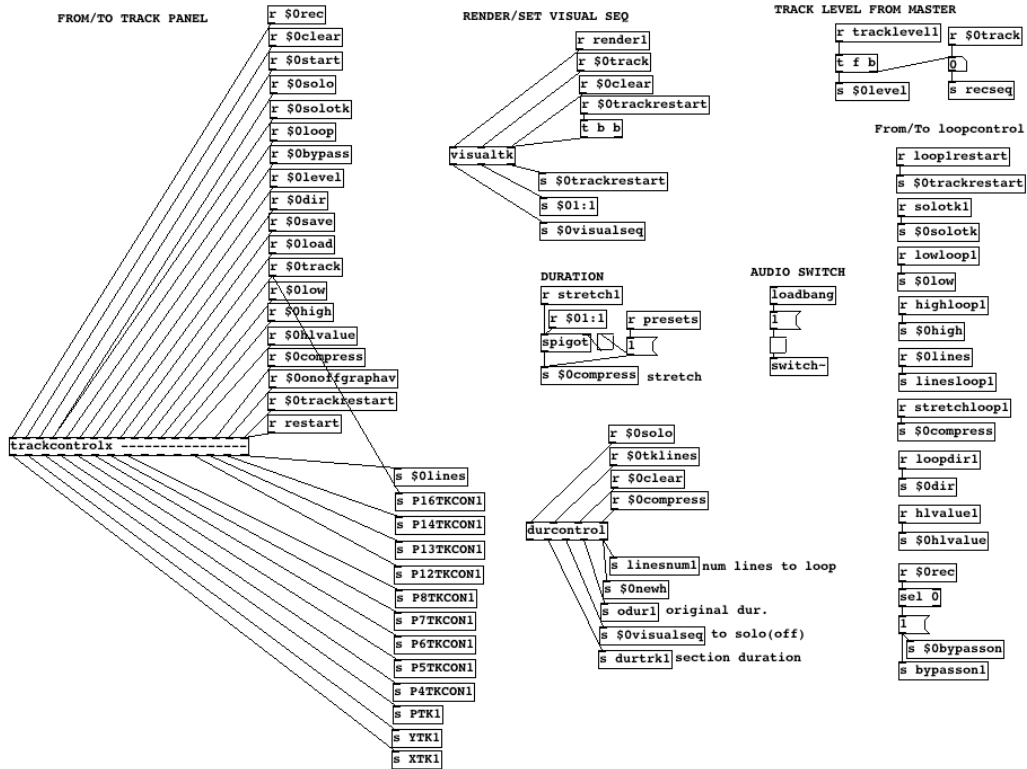 FROM/TO TRACK PANEL
r $0rec
r $0clear
r $0start
r $0solo
r $0solotk
r $0loop
r $0bypass
r $0level
r $0dir
r $0save
r $0load
r $0track
r $0low
r $0high
r $0hlvalue
r $0compress
r $0onoffgraphav
r $0trackrestart
r restart
trackcontrolx ------------------
s $0lines
s P16TKCON1
s P14TKCON1
s P13TKCON1
s P12TKCON1
s P8TKCON1
s P7TKCON1
s P6TKCON1
s P5TKCON1
s P4TKCON1
s PTK1
s YTK1
s XTK1
RENDER/SET VISUAL SEQ
r render1
r $0track
r $0clear
r $0trackrestart
t b b
visualtk
s $0trackrestart
s $01:1
s $0visualseq
DURATION
r stretch1
r $01:1
r presets
spigot
1
s $0compress stretch
AUDIO SWITCH
loadbang
1
switch~
r $0solo
r $0tklines
r $0clear
r $0compress
durcontrol
s linesnum1 num lines to loop
s $0newh
s odur1 original dur.
s $0visualseq to solo(off)
s durtrk1 section duration
TRACK LEVEL FROM MASTER
r tracklevel1
r $0track
t f b
0
s $0level
s recseq
From/To loopcontrol
r loop1restart
s $0trackrestart
r solotk1
s $0solotk
r lowloop1
s $0low
r highloop1
s $0high
r $0lines
s linesloop1
r stretchloop1
s $0compress
r loopdir1
s $0dir
r hlvalue1
s $0hlvalue
r $0rec
sel 0
1
s $0bypasson
s bypasson1